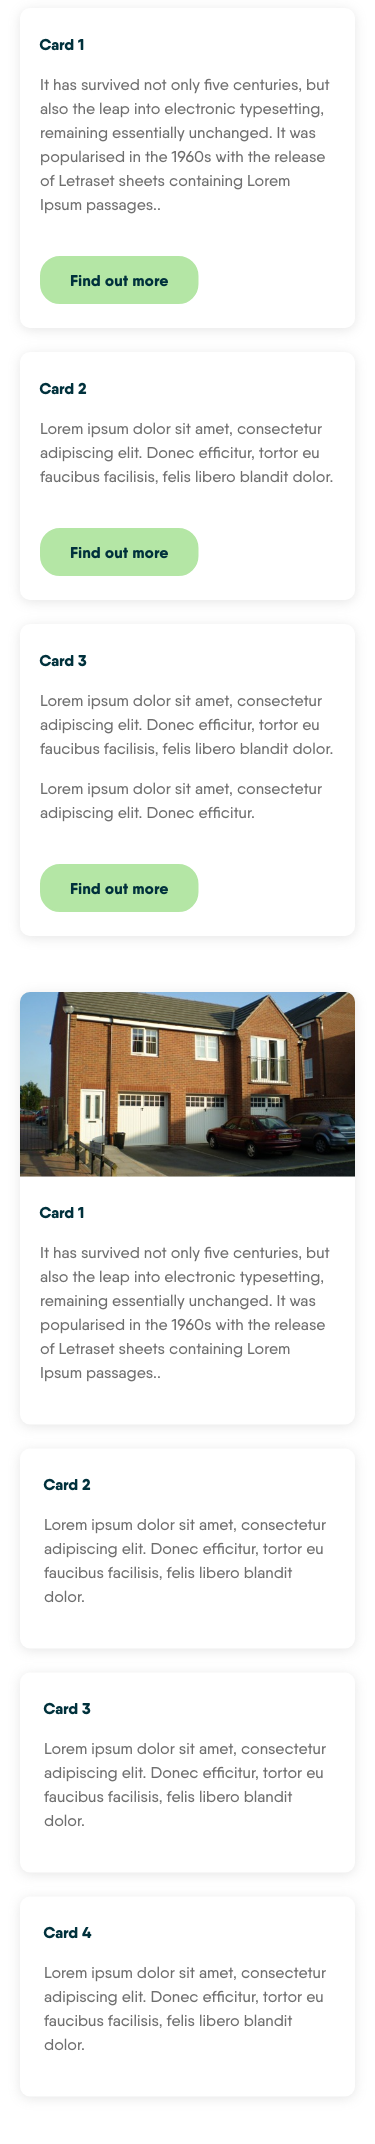 Card 1
It has survived not only five centuries, but
also the leap into electronic typesetting,
remaining essentially unchanged. It was
popularised in the 1960s with the release
of Letraset sheets containing Lorem
Ipsum passages..
Find out more
Card 2
Lorem ipsum dolor sit amet, consectetur
adipiscing elit. Donec efficitur, tortor eu
faucibus facilisis, felis libero blandit dolor.
Find out more
Card 3
Lorem ipsum dolor sit amet, consectetur
adipiscing elit. Donec efficitur, tortor eu
faucibus facilisis, felis libero blandit dolor.
Lorem ipsum dolor sit amet, consectetur
adipiscing elit. Donec efficitur.
Find out more
Card 1
It has survived not only five centuries, but
also the leap into electronic typesetting,
remaining essentially unchanged. It was
popularised in the 1960s with the release
of Letraset sheets containing Lorem
Ipsum passages..
Card 2
Lorem ipsum dolor sit amet, consectetur
adipiscing elit. Donec efficitur, tortor eu
faucibus facilisis, felis libero blandit
dolor.
Card 3
Lorem ipsum dolor sit amet, consectetur
adipiscing elit. Donec efficitur, tortor eu
faucibus facilisis, felis libero blandit
dolor.
Card 4
Lorem ipsum dolor sit amet, consectetur
adipiscing elit. Donec efficitur, tortor eu
faucibus facilisis, felis libero blandit
dolor.